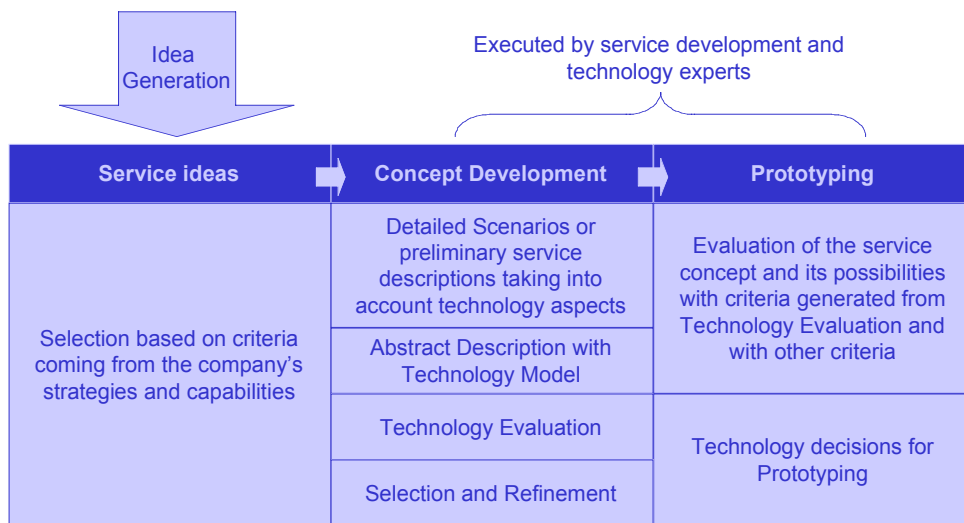 Idea
Generation
Executed by service development and
technology experts
Service ideas
Concept Development
Prototyping
Selection based on criteria
coming from the company's
strategies and capabilities
Detailed Scenarios or
preliminary service
descriptions taking into
account technology aspects
Abstract Description with
Technology Model
Technology Evaluation
Selection and Refinement
Evaluation of the service
concept and its possibilities
with criteria generated from
Technology Evaluation and
with other criteria
Technology decisions for
Prototyping